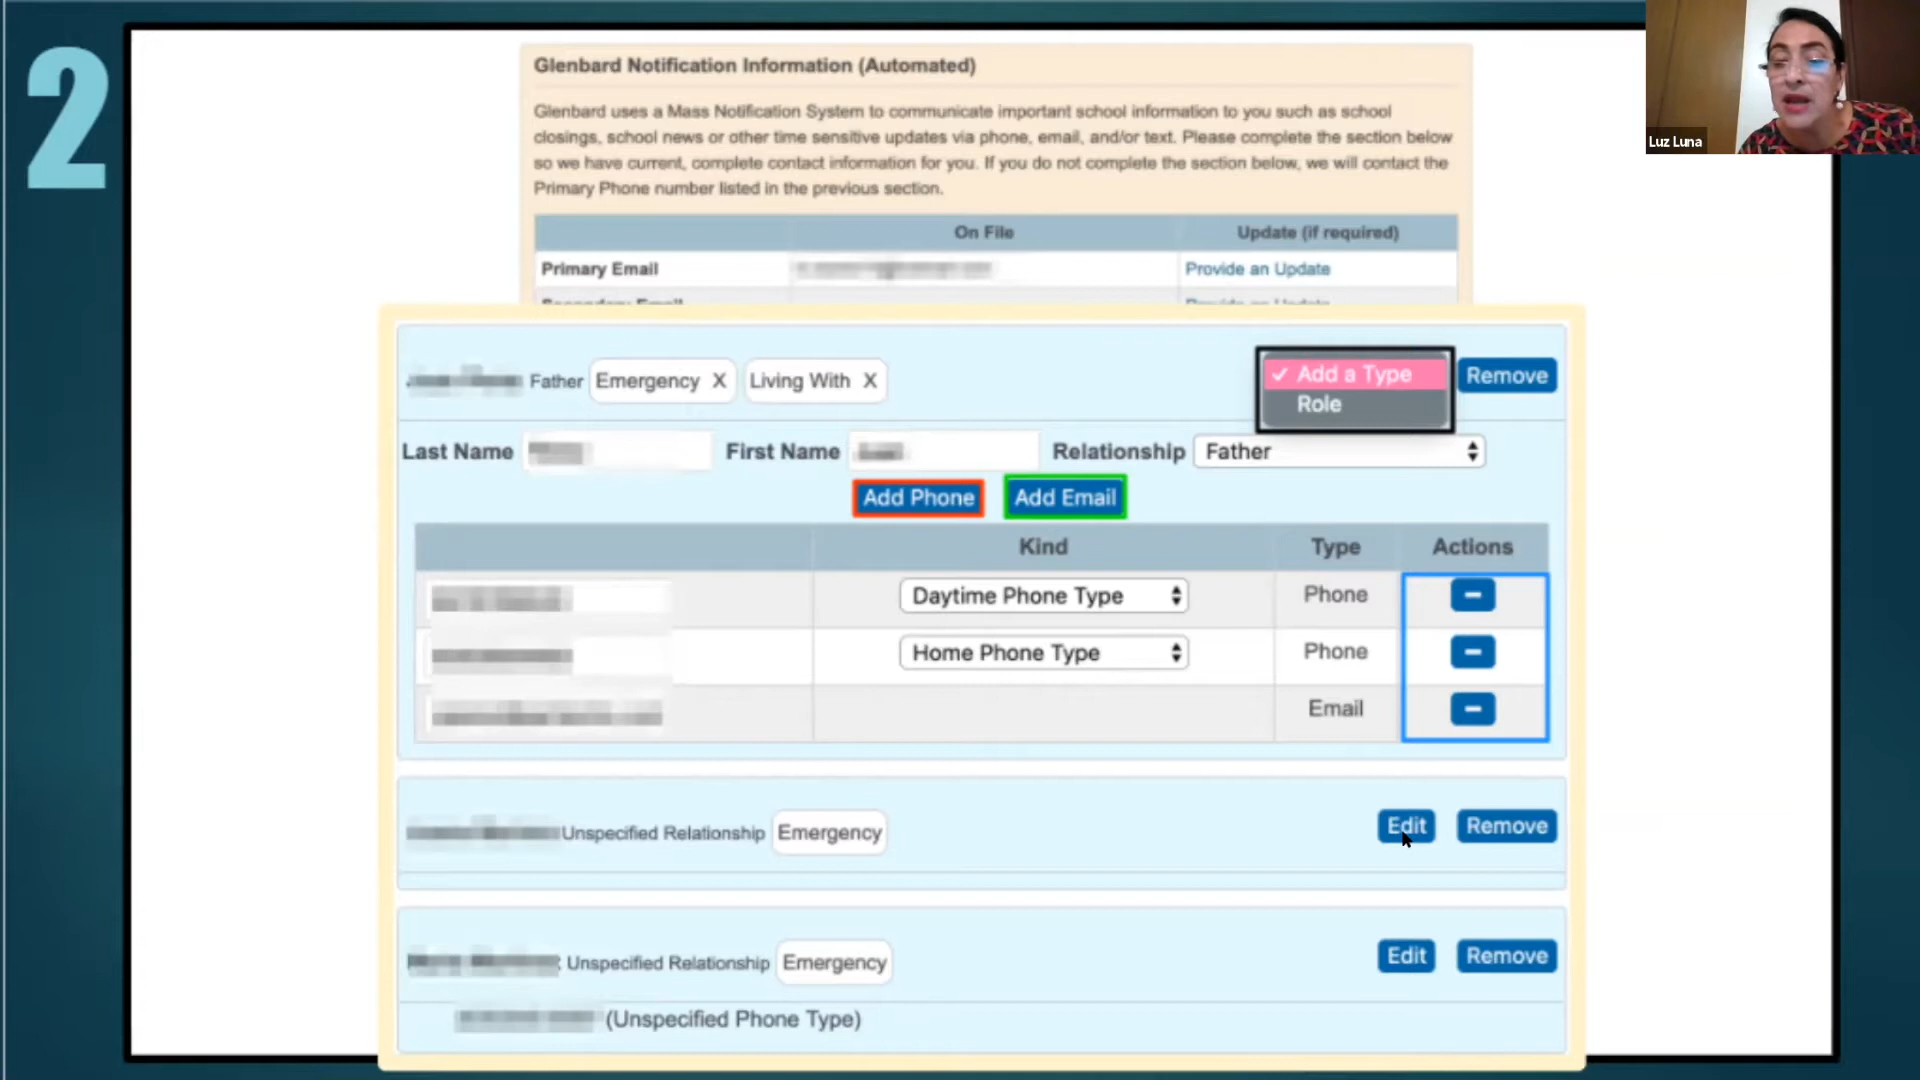 2
Glenbard Notification Information (Automated)
Glenbard uses a Mass Notification System to communicate important school information to you such as school
closings, school news or other time sensitive updates via phone, email, and/or text. Please complete the section below
so we have current, complete contact information for you. If you do not complete the section below, we will contact the
Primary Phone number listed in the previous section.
On File Update (if required)
Primary Email Provide an Update
Secondary Email Provide an Update
Father Emergency X Living With X ✓ Add a Type Remove
Role
Last Name First Name Relationship Father
Add Phone Add Email
Kind Type Actions
Daytime Phone Type Phone
Home Phone Type Phone
Email
Unspecified Relationship Emergency Edit Remove
Unspecified Relationship Emergency Edit Remove
(Unspecified Phone Type)
Luz Luna